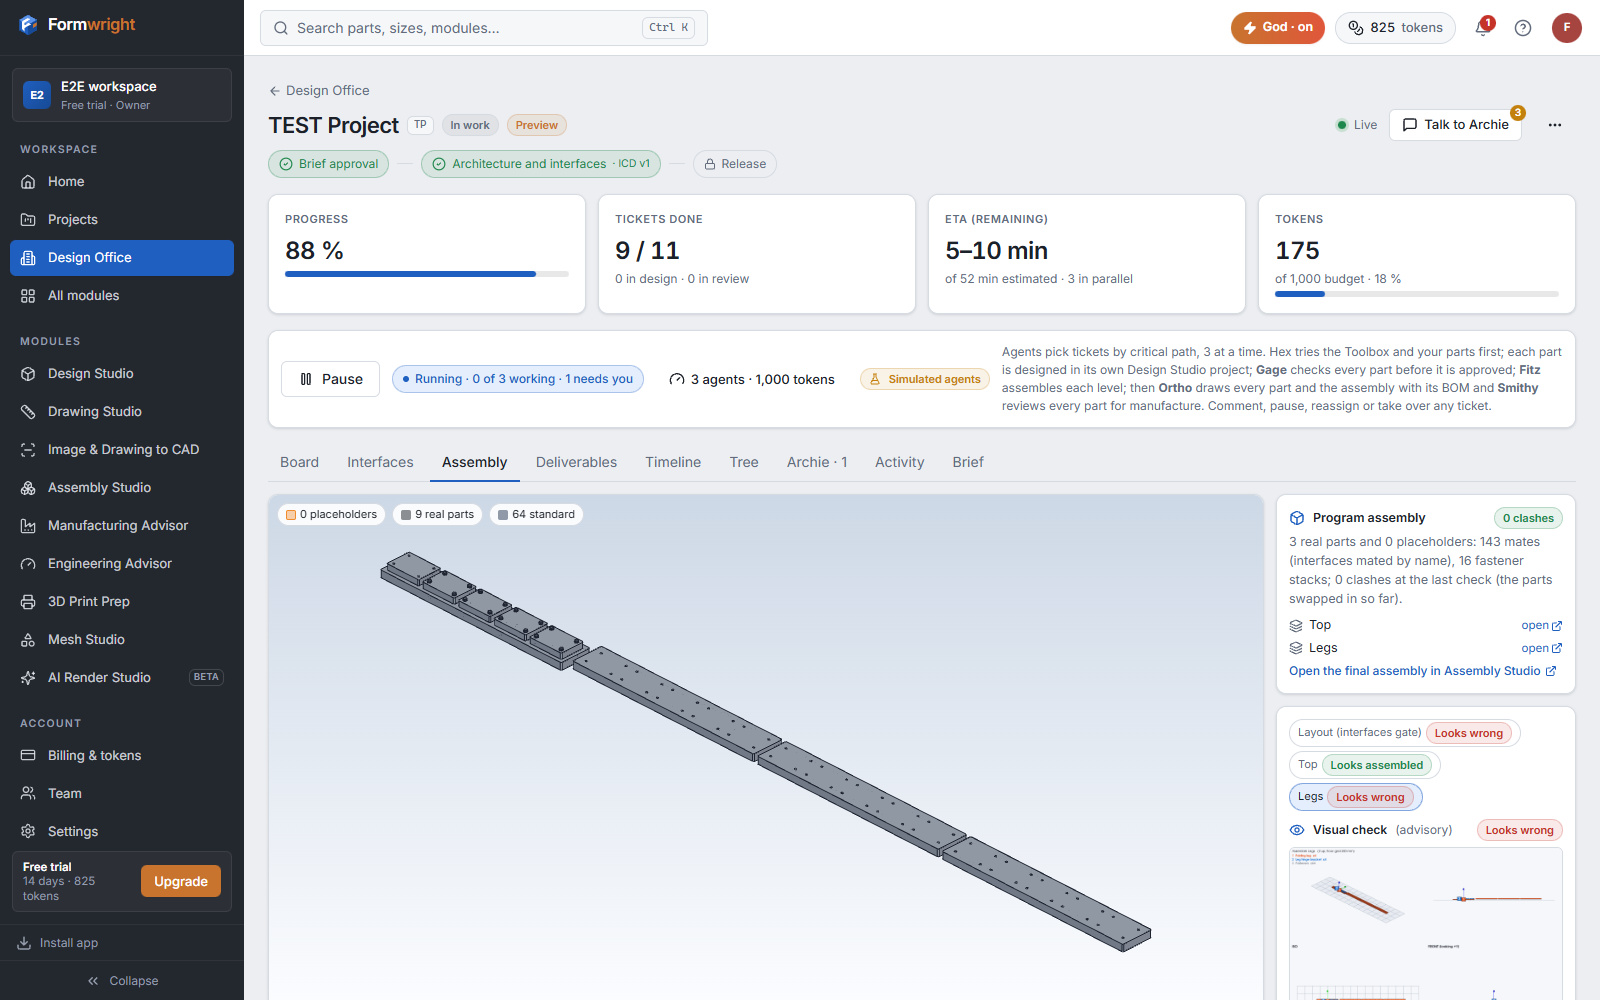 Formwright
Search parts, sizes, modules...
Ctrl K
God · on
825 tokens
1
F
E2
E2E workspace
Free trial · Owner
WORKSPACE
Home
Projects
Design Office
All modules
MODULES
Design Studio
Drawing Studio
Image & Drawing to CAD
Assembly Studio
Manufacturing Advisor
Engineering Advisor
3D Print Prep
Mesh Studio
AI Render Studio
BETA
ACCOUNT
Billing & tokens
Team
Settings
Free trial
14 days · 825
tokens
Upgrade
Install app
Collapse
Design Office
TEST Project
TP
In work
Preview
Live
Talk to Archie
3
Brief approval
Architecture and interfaces · ICD v1
Release
PROGRESS
88 %
TICKETS DONE
9 / 11
0 in design · 0 in review
ETA (REMAINING)
5–10 min
of 52 min estimated · 3 in parallel
TOKENS
175
of 1,000 budget · 18 %
Pause
Running · 0 of 3 working · 1 needs you
3 agents · 1,000 tokens
Simulated agents
Agents pick tickets by critical path, 3 at a time. Hex tries the Toolbox and your parts first; each part
is designed in its own Design Studio project; Gage checks every part before it is approved; Fitz
assembles each level; then Ortho draws every part and the assembly with its BOM and Smithy
reviews every part for manufacture. Comment, pause, reassign or take over any ticket.
Board
Interfaces
Assembly
Deliverables
Timeline
Tree
Archie · 1
Activity
Brief
0 placeholders
9 real parts
64 standard
Program assembly
0 clashes
3 real parts and 0 placeholders: 143 mates
(interfaces mated by name), 16 fastener
stacks; 0 clashes at the last check (the parts
swapped in so far).
Top
open
Legs
open
Open the final assembly in Assembly Studio
Layout (interfaces gate) Looks wrong
Top Looks assembled
Legs Looks wrong
Visual check (advisory)
Looks wrong